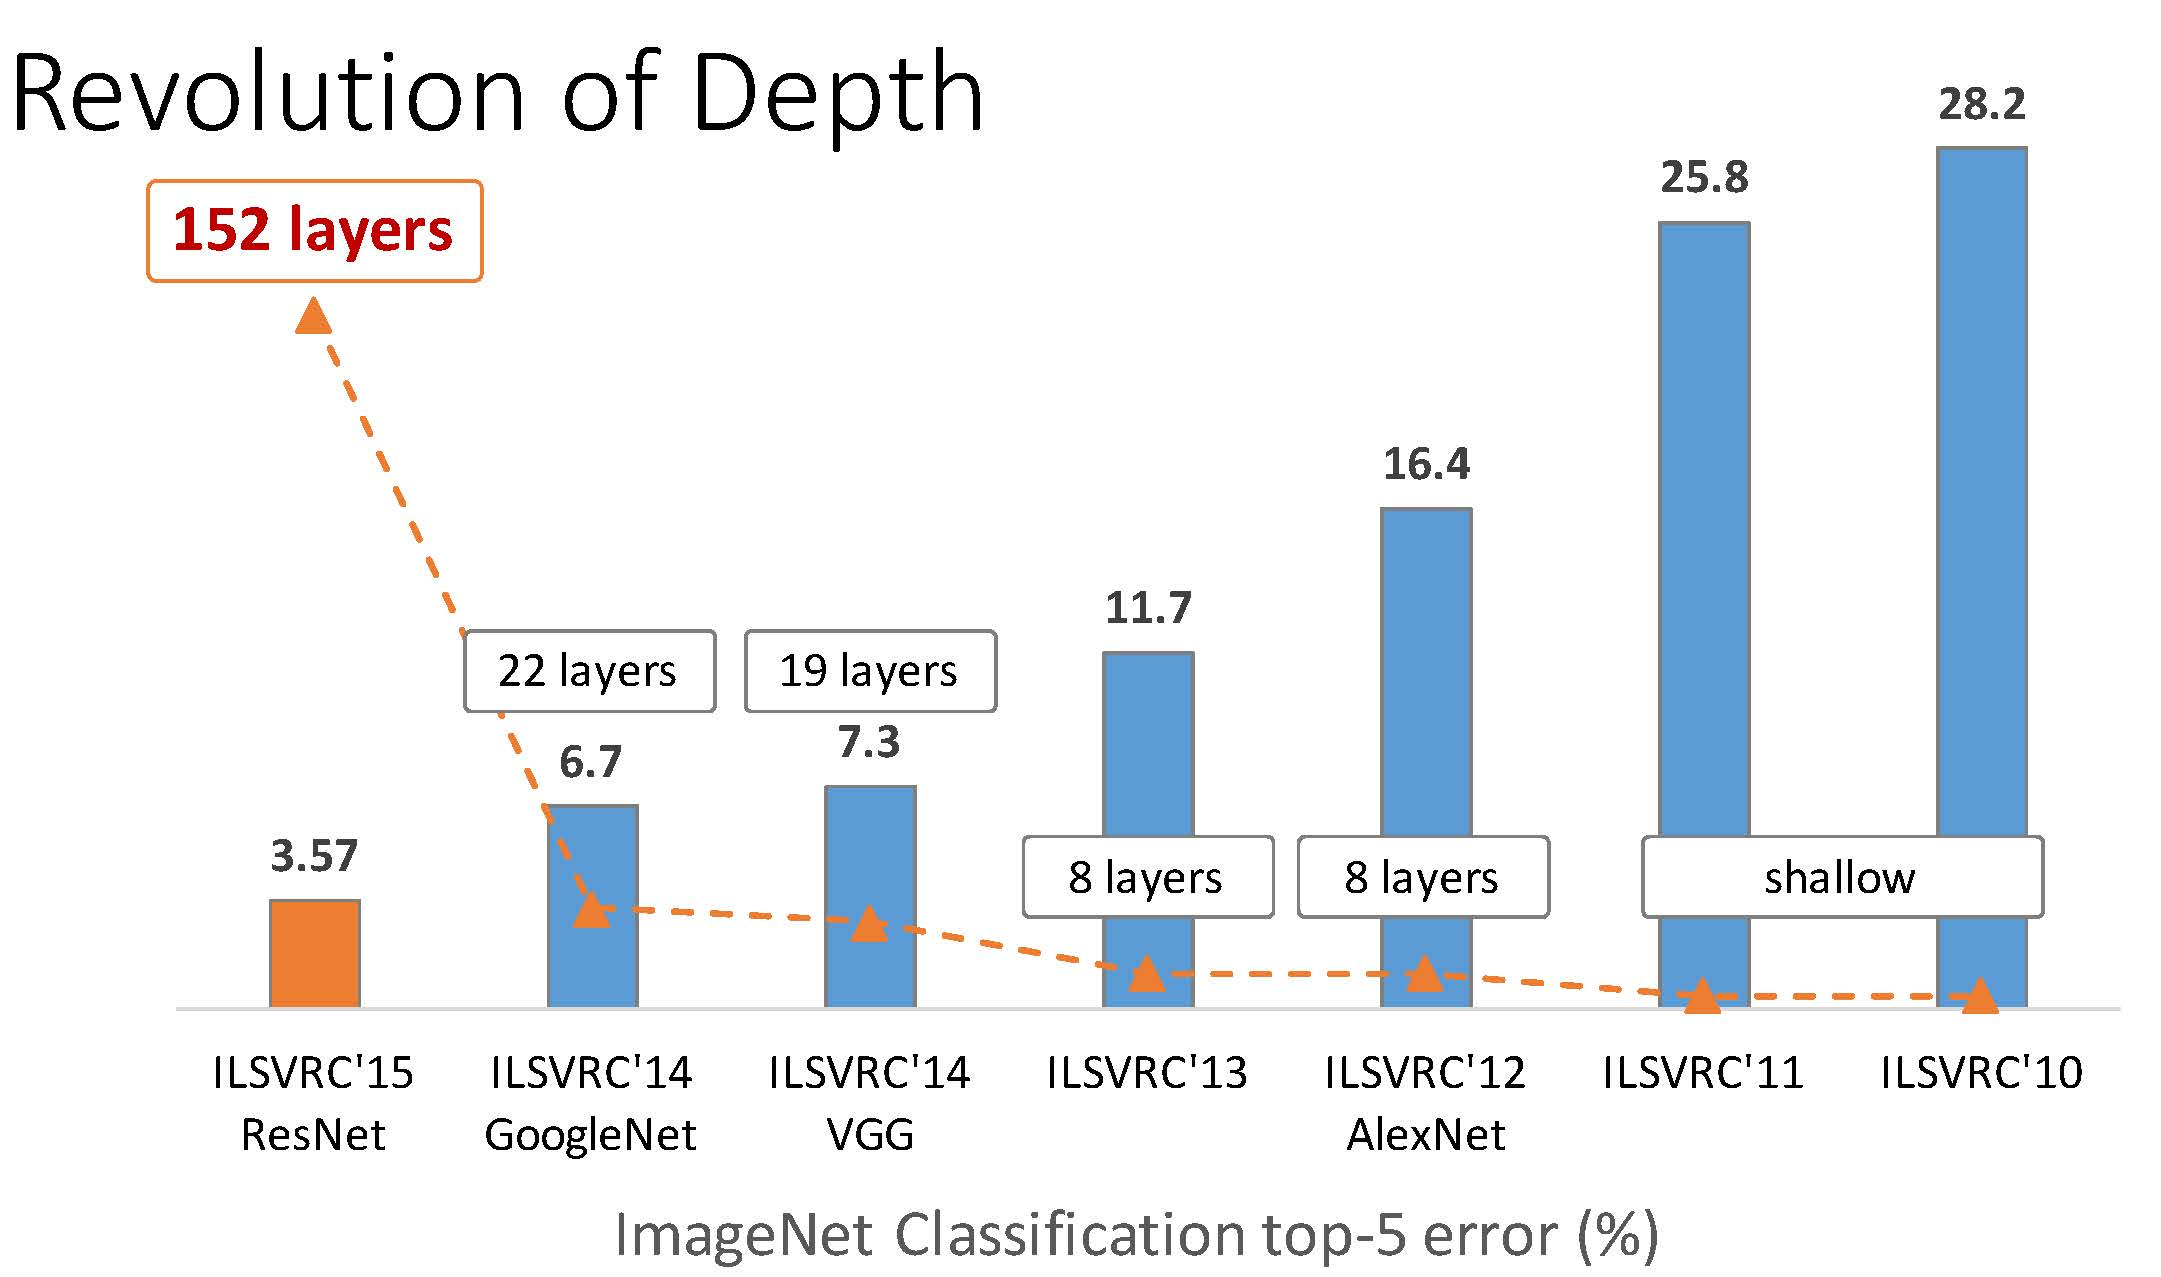 Revolution of Depth
152 layers
28.2
25.8
16.4
11.7
22 layers
19 layers
7.3
6.7
3.57
8 layers
8 layers
shallow
ILSVRC'15
ResNet
ILSVRC'14
GoogleNet
ILSVRC'14
VGG
ILSVRC'13
ILSVRC'12
AlexNet
ILSVRC'11
ILSVRC'10
ImageNet Classification top-5 error (%)